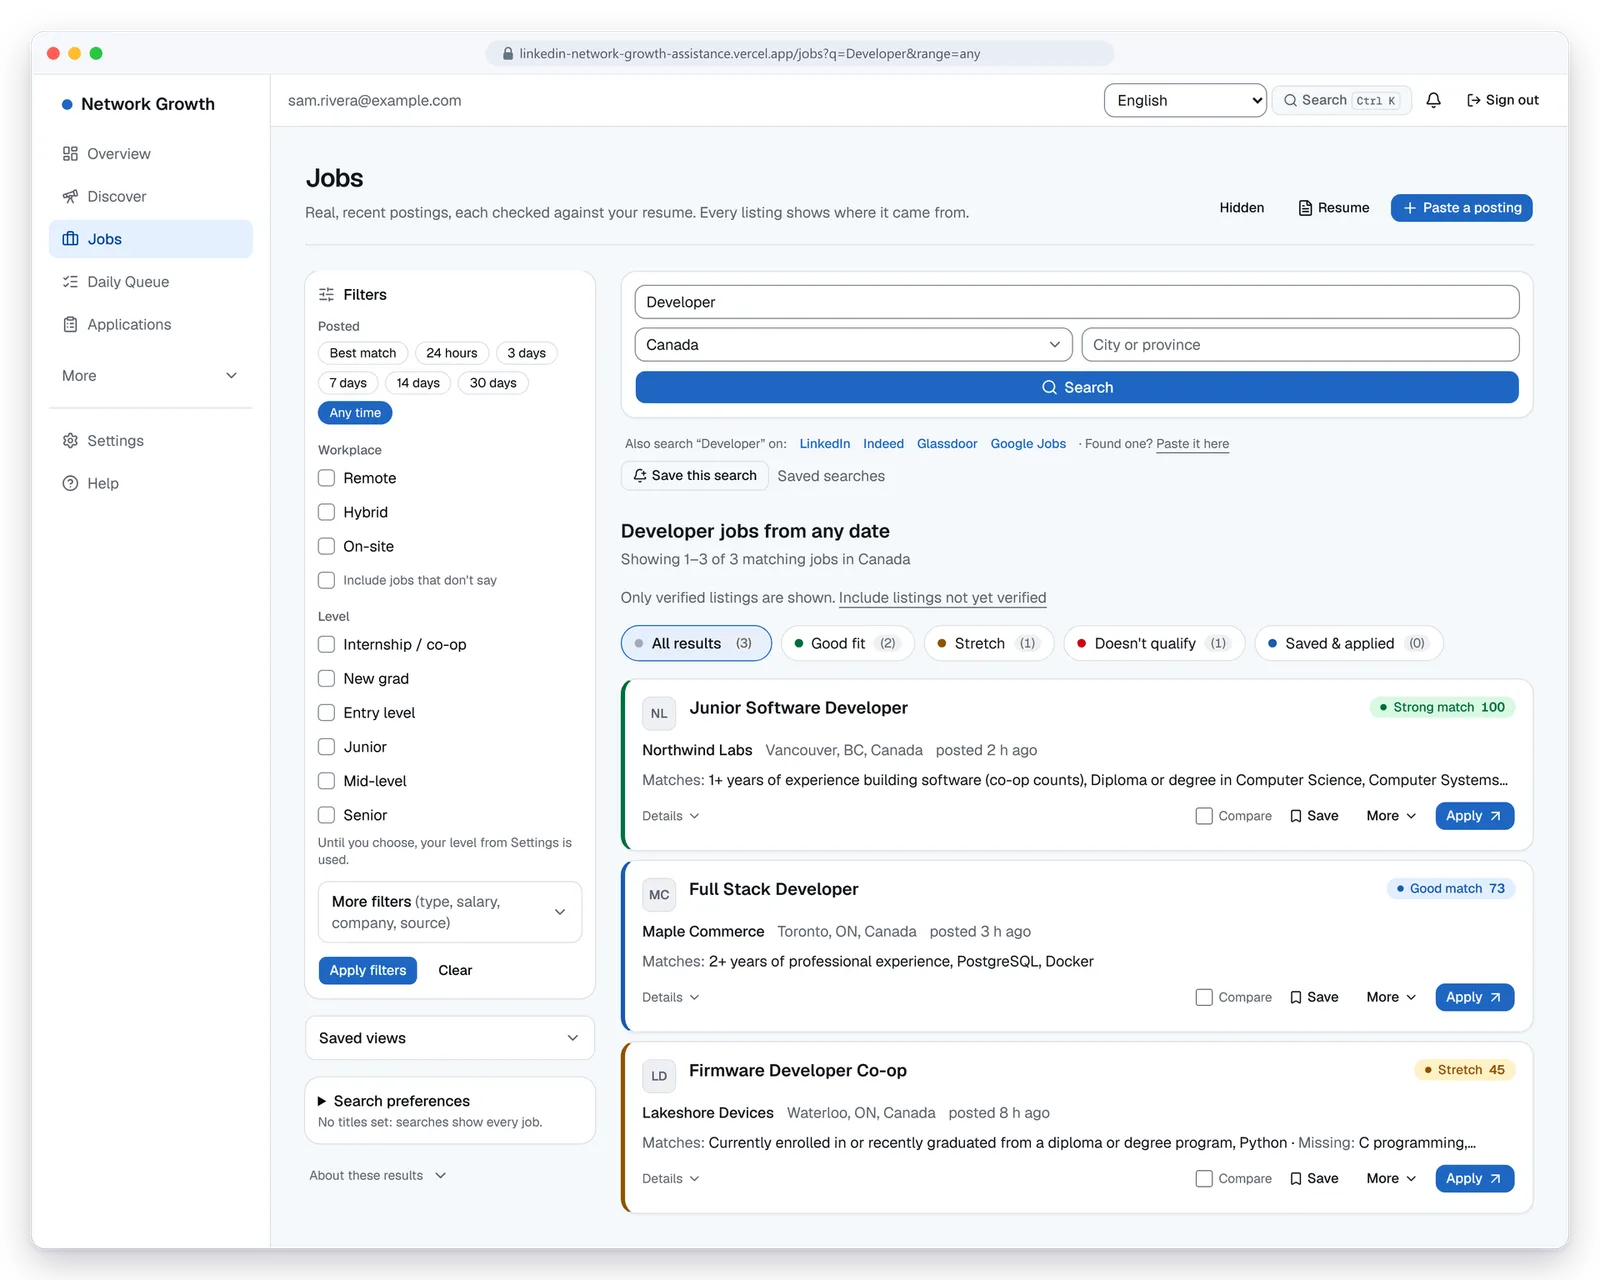 linkedin-network-growth-assistance.vercel.app/jobs?q=Developer&range=any
Network Growth
Overview
Discover
Jobs
Daily Queue
Applications
More
Settings
Help
sam.rivera@example.com
English
Search Ctrl K
Sign out
Jobs
Real, recent postings, each checked against your resume. Every listing shows where it came from.
Hidden
Resume
+ Paste a posting
Filters
Posted
Best match
24 hours
3 days
7 days
14 days
30 days
Any time
Workplace
Remote
Hybrid
On-site
Include jobs that don't say
Level
Internship / co-op
New grad
Entry level
Junior
Mid-level
Senior
Until you choose, your level from Settings is
used.
More filters (type, salary,
company, source)
Apply filters
Clear
Saved views
Search preferences
No titles set: searches show every job.
About these results
Developer
Canada
City or province
Search
Also search “Developer” on: LinkedIn Indeed Glassdoor Google Jobs · Found one? Paste it here
Save this search
Saved searches
Developer jobs from any date
Showing 1–3 of 3 matching jobs in Canada
Only verified listings are shown. Include listings not yet verified
All results (3)
Good fit (2)
Stretch (1)
Doesn't qualify (1)
Saved & applied (0)
NL
Junior Software Developer
Strong match 100
Northwind Labs Vancouver, BC, Canada posted 2 h ago
Matches: 1+ years of experience building software (co-op counts), Diploma or degree in Computer Science, Computer Systems...
Details
Compare
Save
More
Apply
MC
Full Stack Developer
Good match 73
Maple Commerce Toronto, ON, Canada posted 3 h ago
Matches: 2+ years of professional experience, PostgreSQL, Docker
Details
Compare
Save
More
Apply
LD
Firmware Developer Co-op
Stretch 45
Lakeshore Devices Waterloo, ON, Canada posted 8 h ago
Matches: Currently enrolled in or recently graduated from a diploma or degree program, Python · Missing: C programming,...
Details
Compare
Save
More
Apply